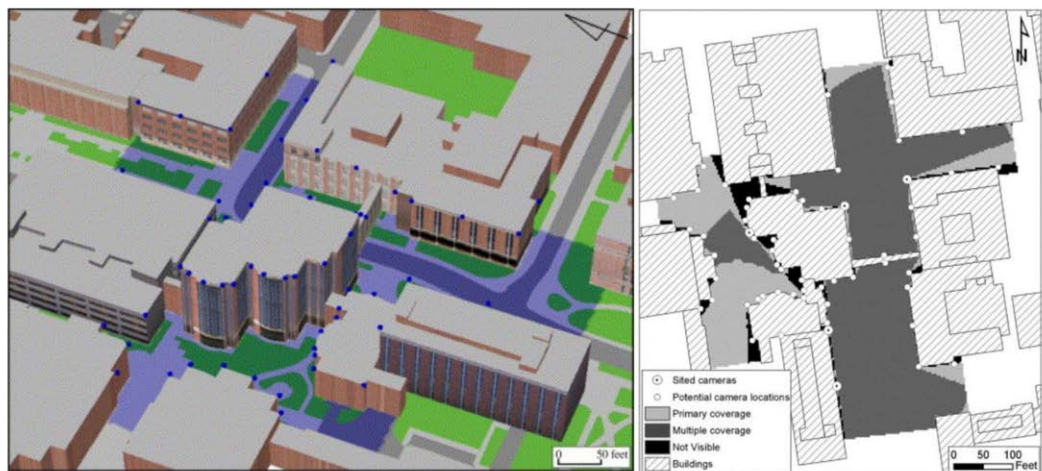 0 50 feet
N
Sited cameras
Potential camera locations
Primary coverage
Multiple coverage
Not Visible
Buildings
0 50 100
Feet